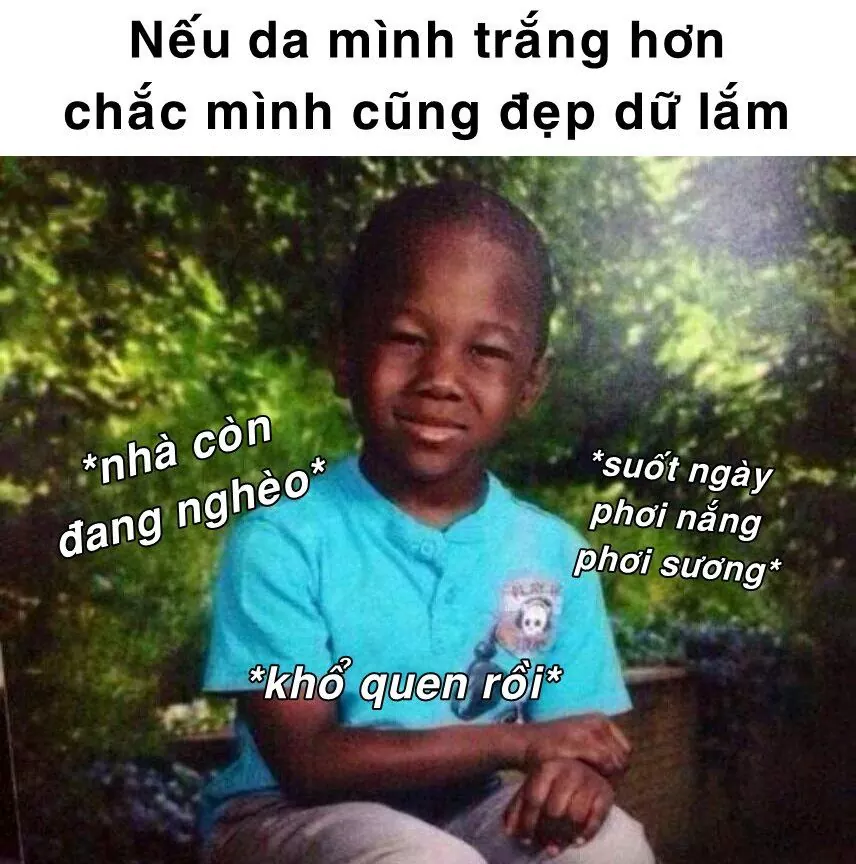 Nếu da mình trắng hơn
chắc mình cũng đẹp dữ lắm
*nhà còn
đang nghèo*
*suốt ngày
phơi nắng
phơi sương*
*khổ quen rồi*